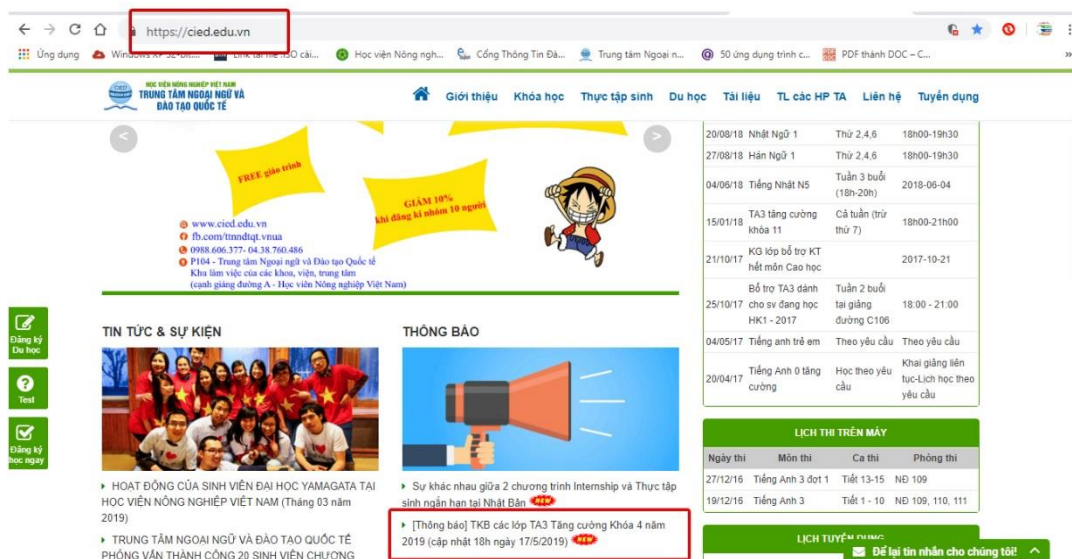 https://cied.edu.vn
Ứng dụng
Học viện Nông ngh...
Cổng Thông Tin Đà...
Trung tâm Ngoại n...
50 ứng dụng trình c...
PDF thành DOC – C...
HỌC VIỆN NÔNG NGHIỆP VIỆT NAM
TRUNG TÂM NGOẠI NGỮ VÀ
ĐÀO TẠO QUỐC TẾ
Giới thiệu Khóa học Thực tập sinh Du học Tài liệu TL các HP TA Liên hệ Tuyển dụng
FREE giáo trình
GIẢM 10%
khi đăng kí nhóm 10 người
www.cied.edu.vn
fb.com/ttnndtqt.vnua
0988.606.377- 04.38.760.486
P104 - Trung tâm Ngoại ngữ và Đào tạo Quốc tế
Khu làm việc của các khoa, viện, trung tâm
(cạnh giảng đường A - Học viên Nông nghiệp Việt Nam)
20/08/18 Nhật Ngữ 1 Thứ 2,4,6 18h00-19h30
27/08/18 Hán Ngữ 1 Thứ 2,4,6 18h00-19h30
04/06/18 Tiếng Nhật N5 Tuần 3 buổi (18h-20h) 2018-06-04
15/01/18 TA3 tăng cường khóa 11 Cả tuần (trừ thứ 7) 18h00-21h00
21/10/17 KG lớp bổ trợ KT hết môn Cao học 2017-10-21
25/10/17 Bổ trợ TA3 dành cho sv đang học HK1 - 2017 Tuần 2 buổi tại giảng đường C106 18:00 - 21:00
04/05/17 Tiếng anh trẻ em Theo yêu cầu Theo yêu cầu
20/04/17 Tiếng Anh 0 tăng cường Học theo yêu cầu Khai giảng liên tục-Lịch học theo yêu cầu
Đăng ký
Du học
Test
Đăng ký
học ngay
TIN TỨC & SỰ KIỆN
HOẠT ĐỘNG CỦA SINH VIÊN ĐẠI HỌC YAMAGATA TẠI
HỌC VIỆN NÔNG NGHIỆP VIỆT NAM (Tháng 03 năm
2019)
TRUNG TÂM NGOẠI NGỮ VÀ ĐÀO TẠO QUỐC TẾ
PHỎNG VẤN THÀNH CÔNG 20 SINH VIÊN CHƯƠNG
THÔNG BÁO
Sự khác nhau giữa 2 chương trình Internship và Thực tập
sinh ngắn hạn tại Nhật Bản NEW
[Thông báo] TKB các lớp TA3 Tăng cường Khóa 4 năm
2019 (cập nhật 18h ngày 17/5/2019) NEW
LỊCH THI TRÊN MÁY
Ngày thi Môn thi Ca thi Phòng thi
27/12/16 Tiếng Anh 3 đợt 1 Tiết 13-15 NĐ 109
19/12/16 Tiếng Anh 3 Tiết 1 - 10 NĐ 109, 110, 111
LỊCH TUYỂN DỤNG
Để lại tin nhắn cho chúng tôi!